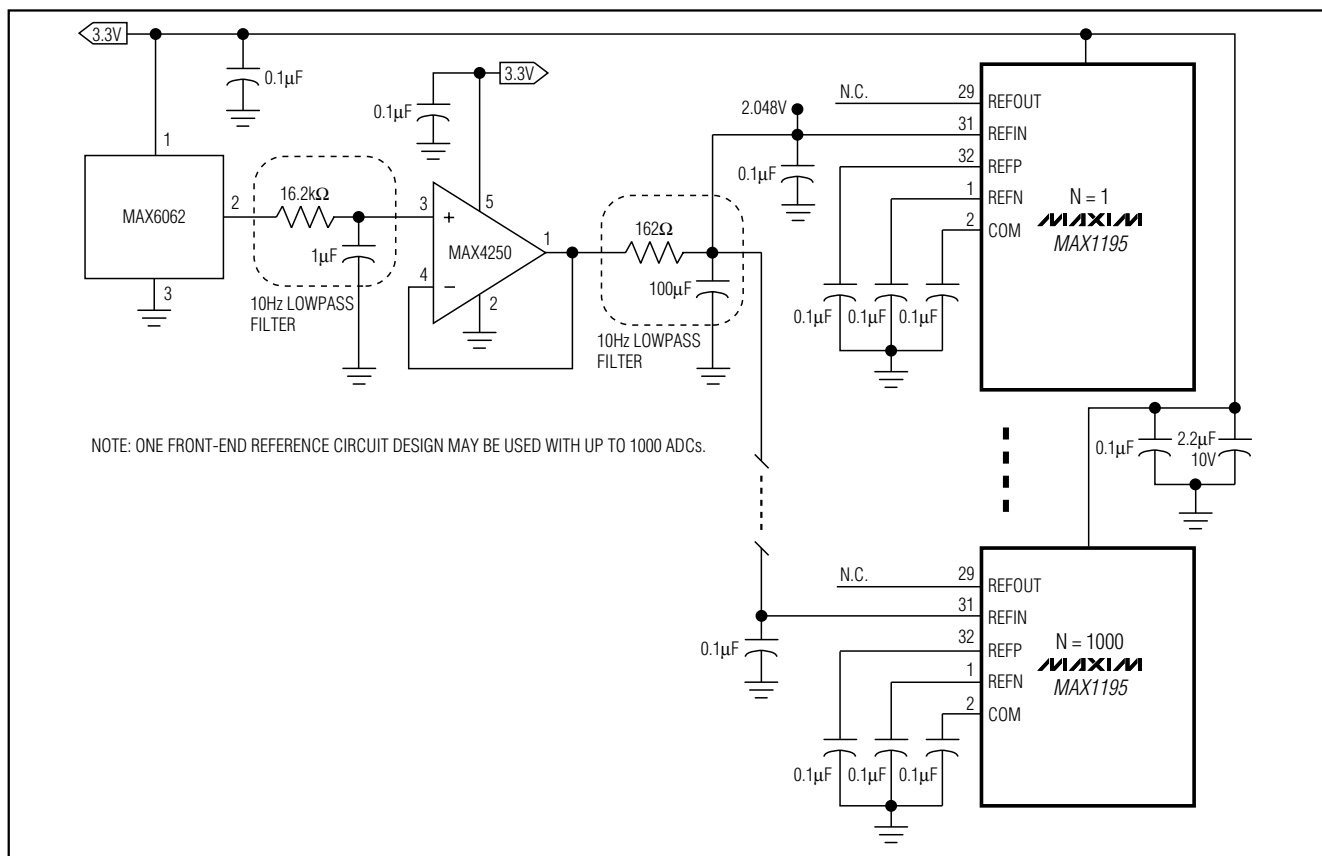 3.3V
0.1µF
3.3V
0.1µF
1
MAX6062
2
3
16.2kΩ
1µF
10Hz LOWPASS
FILTER
3
+
4
−
5
MAX4250
1
2
162Ω
100µF
10Hz LOWPASS
FILTER
2.048V
0.1µF
N.C.
29
REFOUT
31
REFIN
32
REFP
1
REFN
2
COM
N = 1
MAXIM
MAX1195
0.1µF
0.1µF
0.1µF
NOTE: ONE FRONT-END REFERENCE CIRCUIT DESIGN MAY BE USED WITH UP TO 1000 ADCs.
0.1µF
2.2µF
10V
N.C.
29
REFOUT
31
REFIN
32
REFP
1
REFN
2
COM
N = 1000
MAXIM
MAX1195
0.1µF
0.1µF
0.1µF
0.1µF